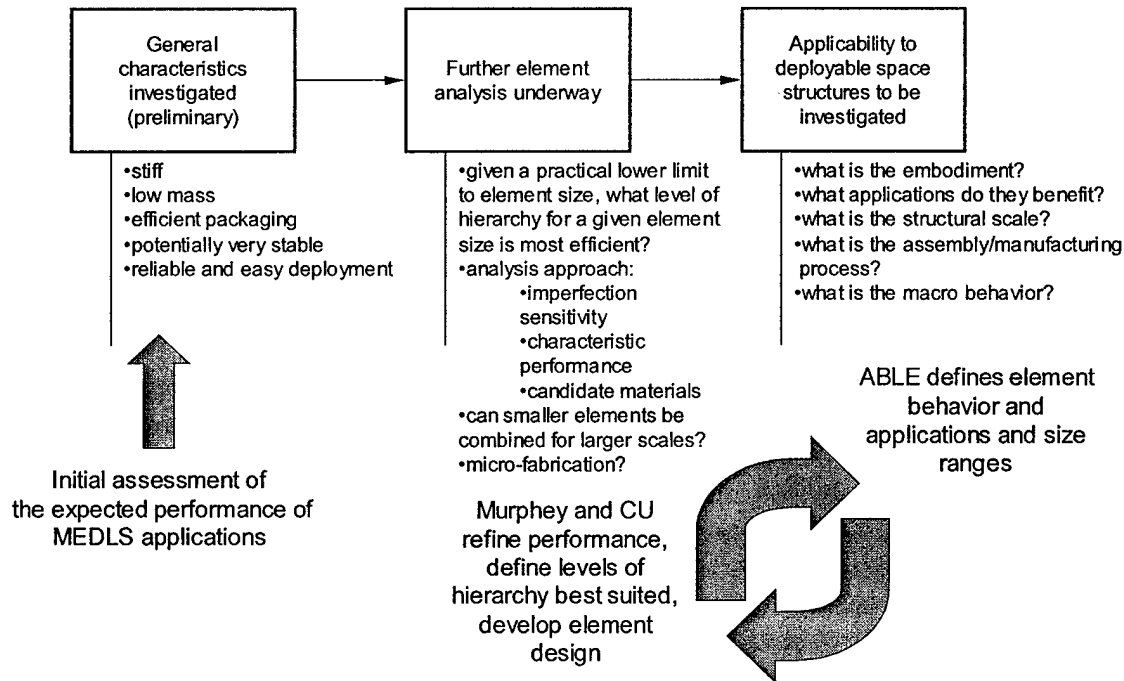 General
characteristics
investigated
(preliminary)
Further element
analysis underway
Applicability to
deployable space
structures to be
investigated
•stiff
•low mass
•efficient packaging
•potentially very stable
•reliable and easy deployment
•given a practical lower limit
to element size, what level of
hierarchy for a given element
size is most efficient?
•analysis approach:
•imperfection
sensitivity
•characteristic
performance
•candidate materials
•can smaller elements be
combined for larger scales?
•micro-fabrication?
•what is the embodiment?
•what applications do they benefit?
•what is the structural scale?
•what is the assembly/manufacturing
process?
•what is the macro behavior?
Initial assessment of
the expected performance of
MEDLS applications
Murphey and CU
refine performance,
define levels of
hierarchy best suited,
develop element
design
ABLE defines element
behavior and
applications and size
ranges